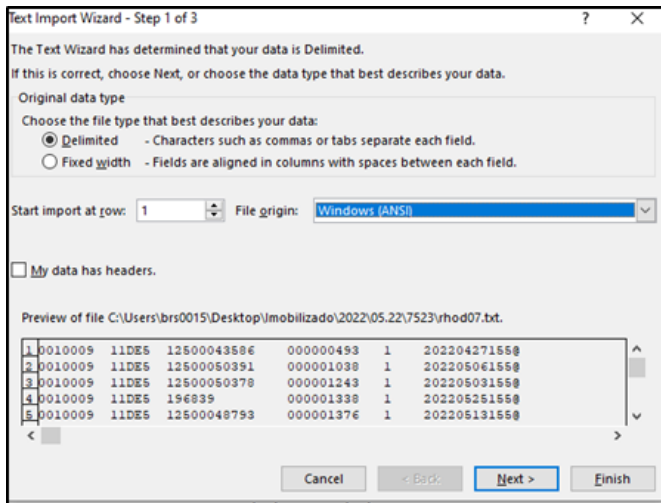 Text Import Wizard - Step 1 of 3 ? ×
The Text Wizard has determined that your data is Delimited.
If this is correct, choose Next, or choose the data type that best describes your data.
Original data type
Choose the file type that best describes your data:
Delimited - Characters such as commas or tabs separate each field.
Fixed width - Fields are aligned in columns with spaces between each field.
Start import at row: 1 File origin: Windows (ANSI)
My data has headers.
Preview of file C:\Users\brs0015\Desktop\Imobilizado\2022\05.22\7523\rhod07.txt.
1 0010009 11DE5 12500043586 000000493 1 20220427155@
2 0010009 11DE5 12500050391 000001038 1 20220506155@
3 0010009 11DE5 12500050378 000001243 1 20220503155@
4 0010009 11DE5 196839 000001338 1 20220525155@
5 0010009 11DE5 12500048793 000001376 1 20220513155@
Cancel < Back Next > Finish